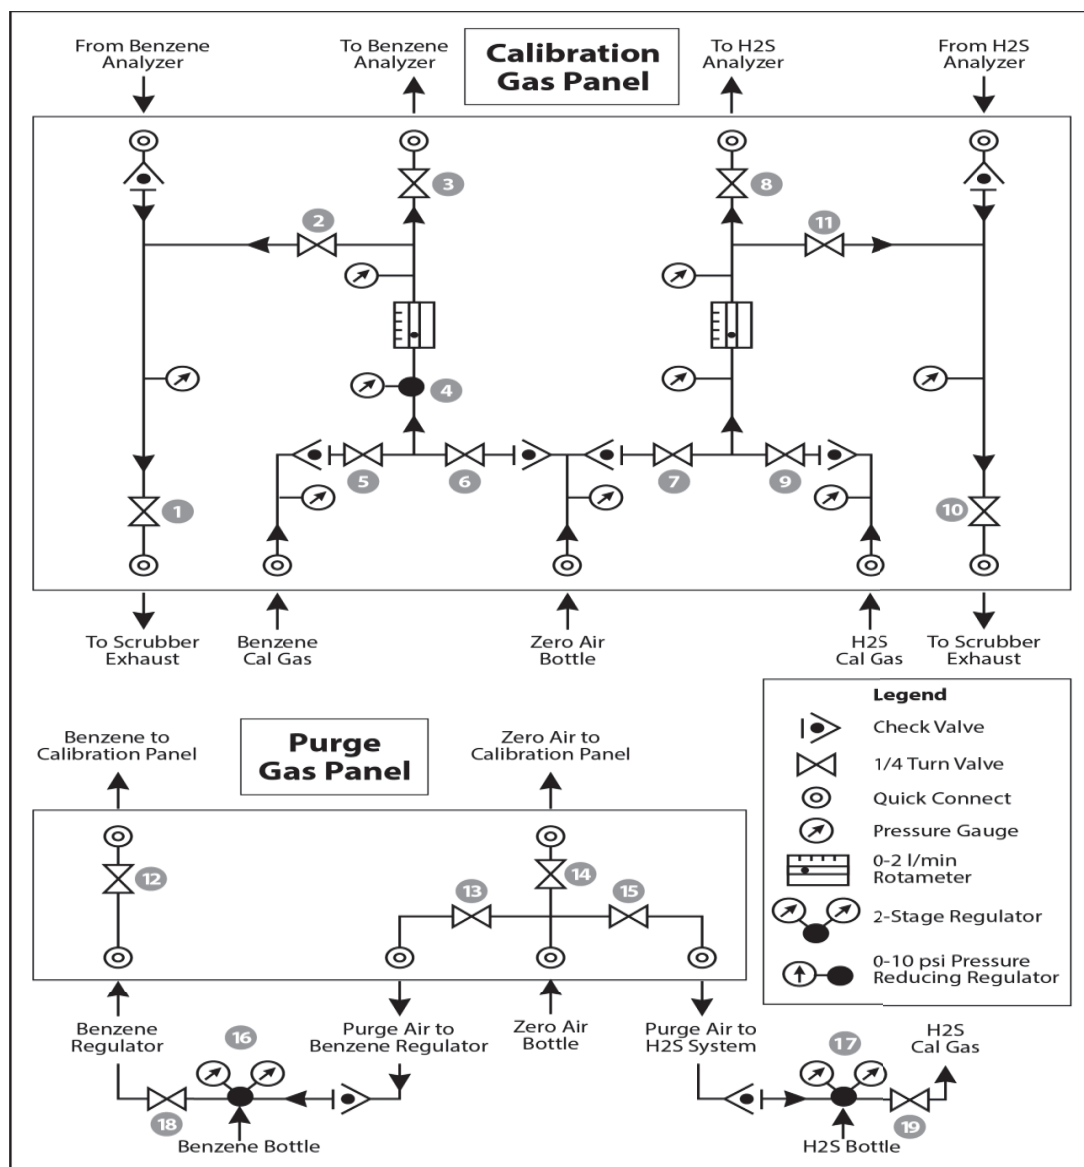 From Benzene
Analyzer
To Benzene
Analyzer
Calibration
Gas Panel
To H2S
Analyzer
From H2S
Analyzer
3
8
2
11
4
5
6
7
9
1
10
To Scrubber
Exhaust
Benzene
Cal Gas
Zero Air
Bottle
H2S
Cal Gas
To Scrubber
Exhaust
Legend
Check Valve
1/4 Turn Valve
Quick Connect
Pressure Gauge
0-2 l/min
Rotameter
2-Stage Regulator
0-10 psi Pressure
Reducing Regulator
Benzene to
Calibration Panel
Purge
Gas Panel
Zero Air to
Calibration Panel
12
14
13
15
Benzene
Regulator
16
Purge Air to
Benzene Regulator
Zero Air
Bottle
Purge Air to
H2S System
17
H2S
Cal Gas
18
Benzene Bottle
H2S Bottle
19